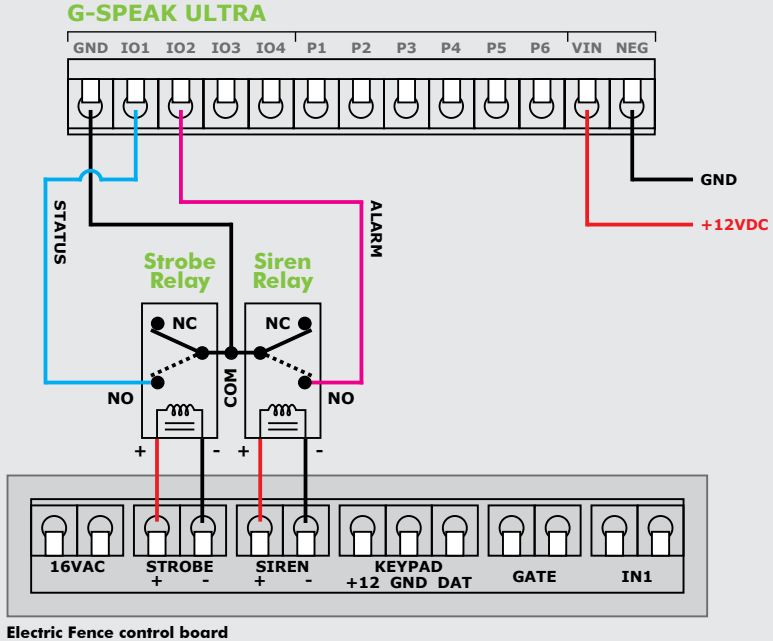 G-SPEAK ULTRA
GND IO1 IO2 IO3 IO4 P1 P2 P3 P4 P5 P6 VIN NEG
GND
+12VDC
STATUS
ALARM
Strobe
Relay
Siren
Relay
NC
NC
NO
COM
NO
+ - + -
16VAC STROBE SIREN KEYPAD GATE IN1
+ - + - +12 GND DAT
Electric Fence control board